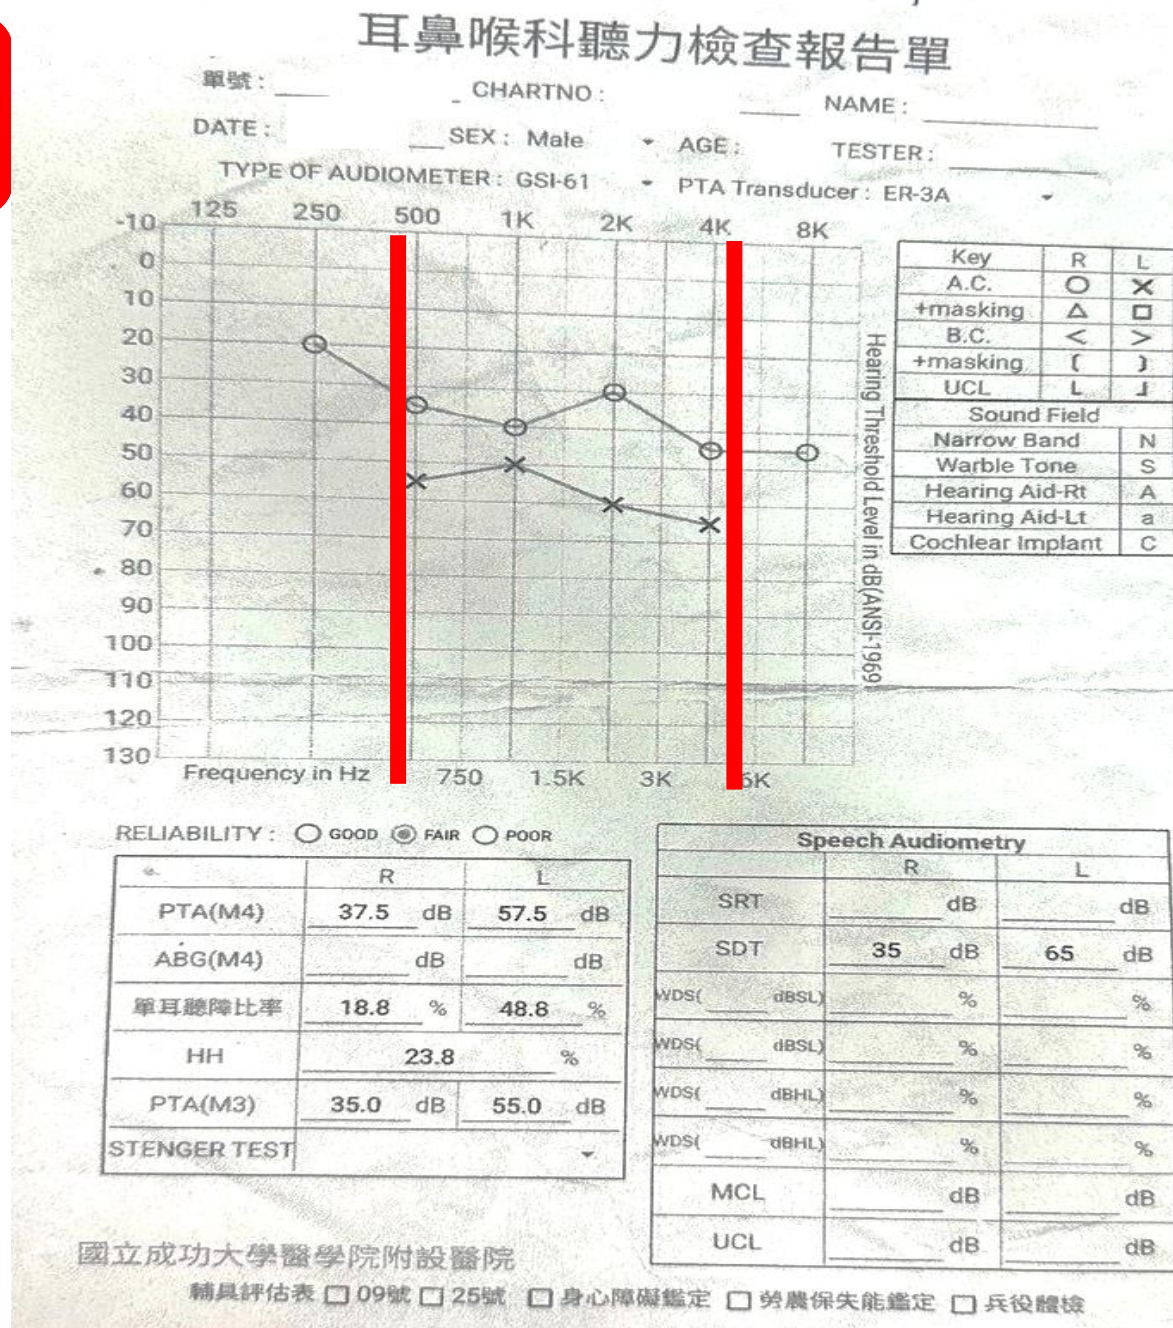 耳鼻喉科聽力檢查報告單
單號： CHARTNO： NAME：
DATE： SEX： Male AGE： TESTER：
TYPE OF AUDIOMETER： GSI-61 PTA Transducer： ER-3A
125 250 500 1K 2K 4K 8K
-10
0
10
20
30
40
50
60
70
80
90
100
110
120
130
Frequency in Hz 750 1.5K 3K 6K
Hearing Threshold Level in dB(ANSI-1969)
Key R L
A.C. O X
+masking △ □
B.C. < >
+masking [ ]
UCL L ┘
Sound Field
Narrow Band N
Warble Tone S
Hearing Aid-Rt A
Hearing Aid-Lt a
Cochlear Implant C
RELIABILITY： GOOD FAIR POOR
R L
PTA(M4) 37.5 dB 57.5 dB
ABG(M4) dB dB
單耳聽障比率 18.8 % 48.8 %
HH 23.8 %
PTA(M3) 35.0 dB 55.0 dB
STENGER TEST
Speech Audiometry
R L
SRT dB dB
SDT 35 dB 65 dB
WDS( dBSL) % %
WDS( dBSL) % %
WDS( dBHL) % %
WDS( dBHL) % %
MCL dB dB
UCL dB dB
國立成功大學醫學院附設醫院
輔具評估表 □ 09號 □ 25號 □ 身心障礙鑑定 □ 勞農保失能鑑定 □ 兵役體檢